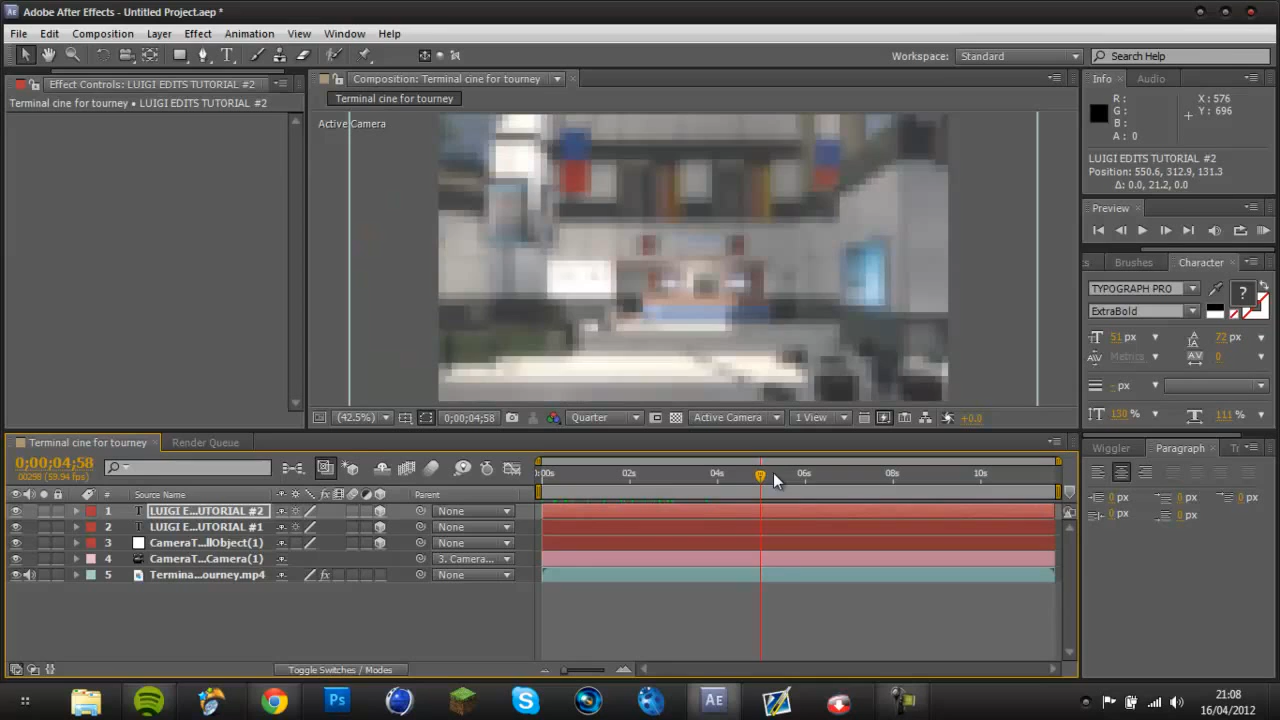 Adobe After Effects - Untitled Project.aep *
File Edit Composition Layer Effect Animation View Window Help
Workspace: Standard Search Help
Effect Controls: LUIGI EDITS TUTORIAL #2
Terminal cine for tourney • LUIGI EDITS TUTORIAL #2
Composition: Terminal cine for tourney
Terminal cine for tourney
Active Camera
(42.5%) 0;00;04;58 Quarter Active Camera 1 View +0.0
Info Audio
R : X : 576
G : Y : 696
B :
A : 0
LUIGI EDITS TUTORIAL #2
Position: 550.6, 312.9, 131.3
Δ: 0.0, 21.2, 0.0
Preview
Brushes Character
TYPOGRAPH PRO
ExtraBold
51 px 72 px
Metrics 0
- px
130 % 111 %
Wiggler Paragraph Tr
0 px 0 px 0 px
0 px 0 px
Terminal cine for tourney Render Queue
0;00;04;58
00298 (59.94 fps)
:00s 02s 04s 06s 08s 10s
# Source Name Parent
1 LUIGI E...UTORIAL #2 None
2 LUIGI E...UTORIAL #1 None
3 CameraT...llObject(1) None
4 CameraT...Camera(1) 3. Camera...
5 Termina...ourney.mp4 None
Toggle Switches / Modes
21:08
16/04/2012